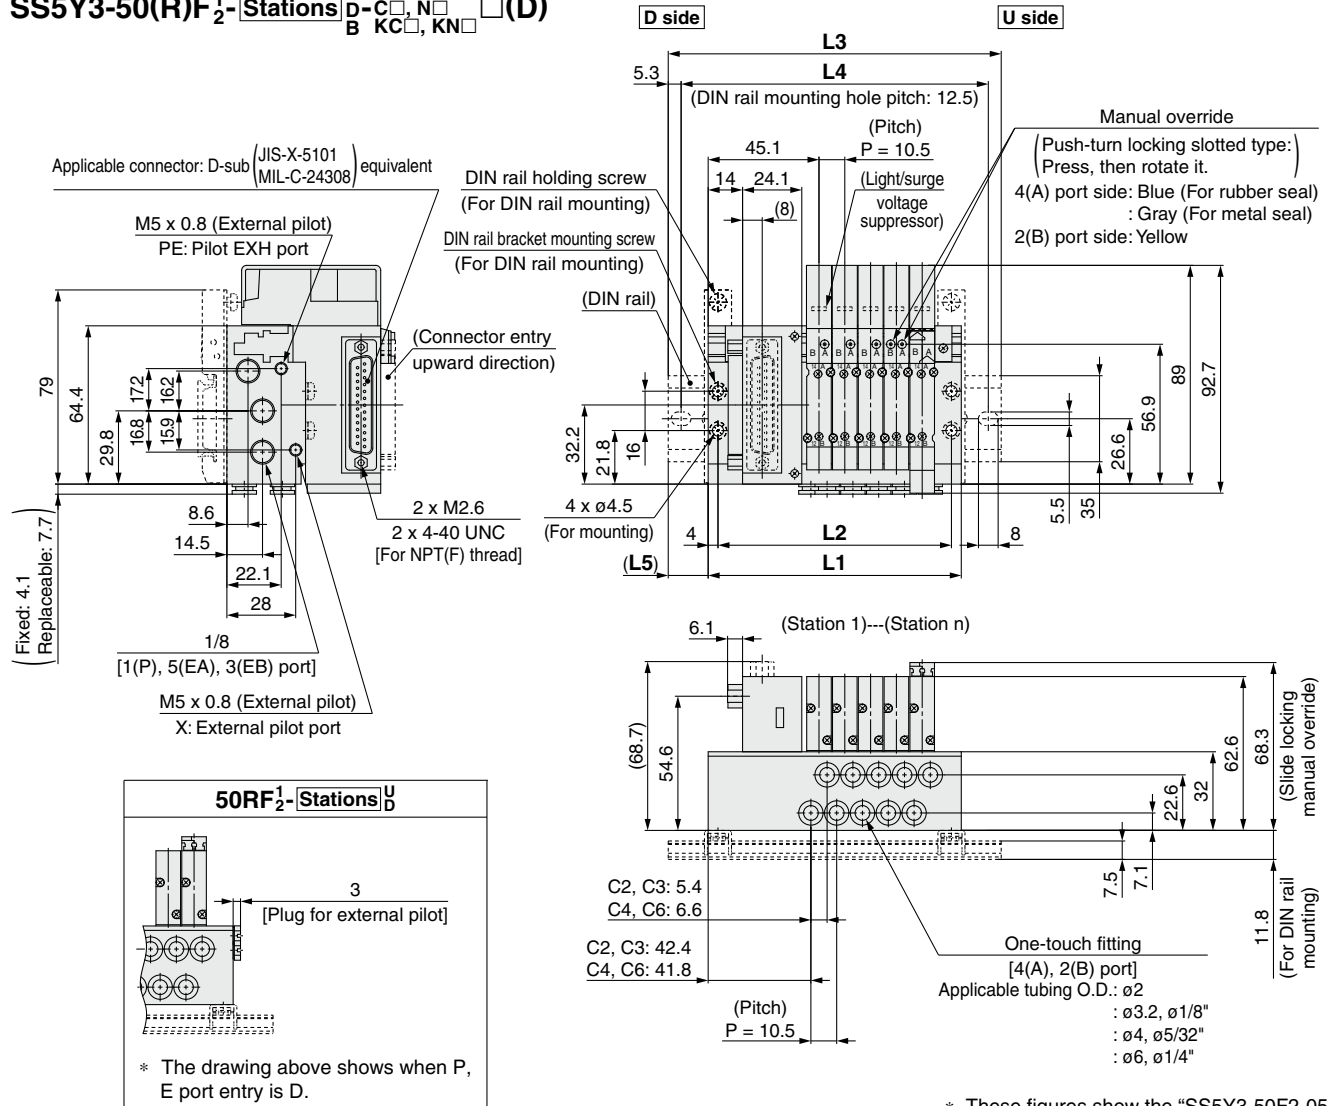 SS5Y3-50(R)F1/2-Stations D/B-C□, N□ KC□, KN□ □(D)
D side
U side
L3
5.3
L4
(DIN rail mounting hole pitch: 12.5)
(Pitch)
P = 10.5
45.1
14
24.1
(8)
(Light/surge
voltage
suppressor)
Manual override
(Push-turn locking slotted type:
Press, then rotate it.)
4(A) port side: Blue (For rubber seal)
: Gray (For metal seal)
2(B) port side: Yellow
Applicable connector: D-sub (JIS-X-5101
MIL-C-24308) equivalent
M5 x 0.8 (External pilot)
PE: Pilot EXH port
DIN rail holding screw
(For DIN rail mounting)
DIN rail bracket mounting screw
(For DIN rail mounting)
(DIN rail)
(Connector entry
upward direction)
79
64.4
29.8
17.2
16.2
16.8
15.9
8.6
14.5
22.1
28
(Fixed: 4.1
Replaceable: 7.7)
1/8
[1(P), 5(EA), 3(EB) port]
M5 x 0.8 (External pilot)
X: External pilot port
2 x M2.6
2 x 4-40 UNC
[For NPT(F) thread]
32.2
21.8
16
4 x ø4.5
(For mounting)
4
L2
(L5)
L1
8
5.5
35
26.6
56.9
89
92.7
B A B A B A B A B A
6.1
(Station 1)---(Station n)
(68.7)
54.6
22.6
32
62.6
68.3
(Slide locking
manual override)
7.5
7.1
11.8
(For DIN rail
mounting)
C2, C3: 5.4
C4, C6: 6.6
C2, C3: 42.4
C4, C6: 41.8
(Pitch)
P = 10.5
One-touch fitting
[4(A), 2(B) port]
Applicable tubing O.D.: ø2
: ø3.2, ø1/8"
: ø4, ø5/32"
: ø6, ø1/4"
50RF1/2-Stations U/D
3
[Plug for external pilot]
* The drawing above shows when P,
E port entry is D.
* These figures show the “SS5Y3-50F2-05